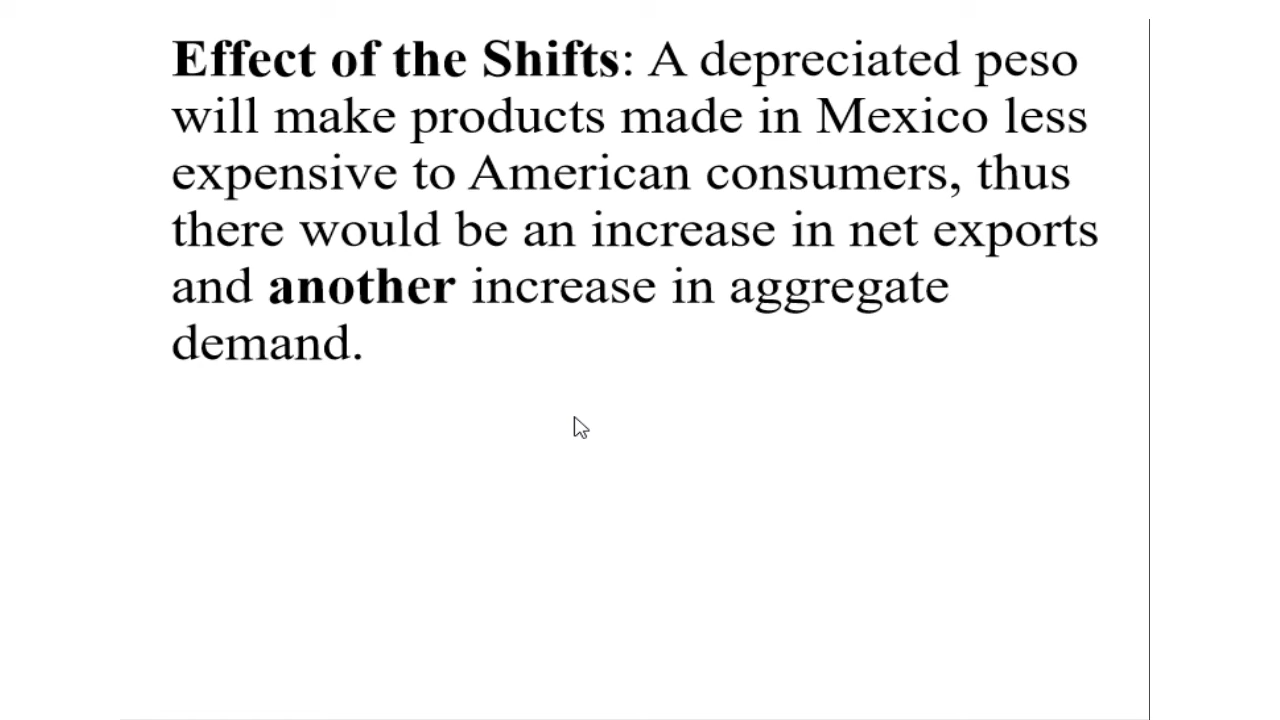 Effect of the Shifts: A depreciated peso
will make products made in Mexico less
expensive to American consumers, thus
there would be an increase in net exports
and another increase in aggregate
demand.